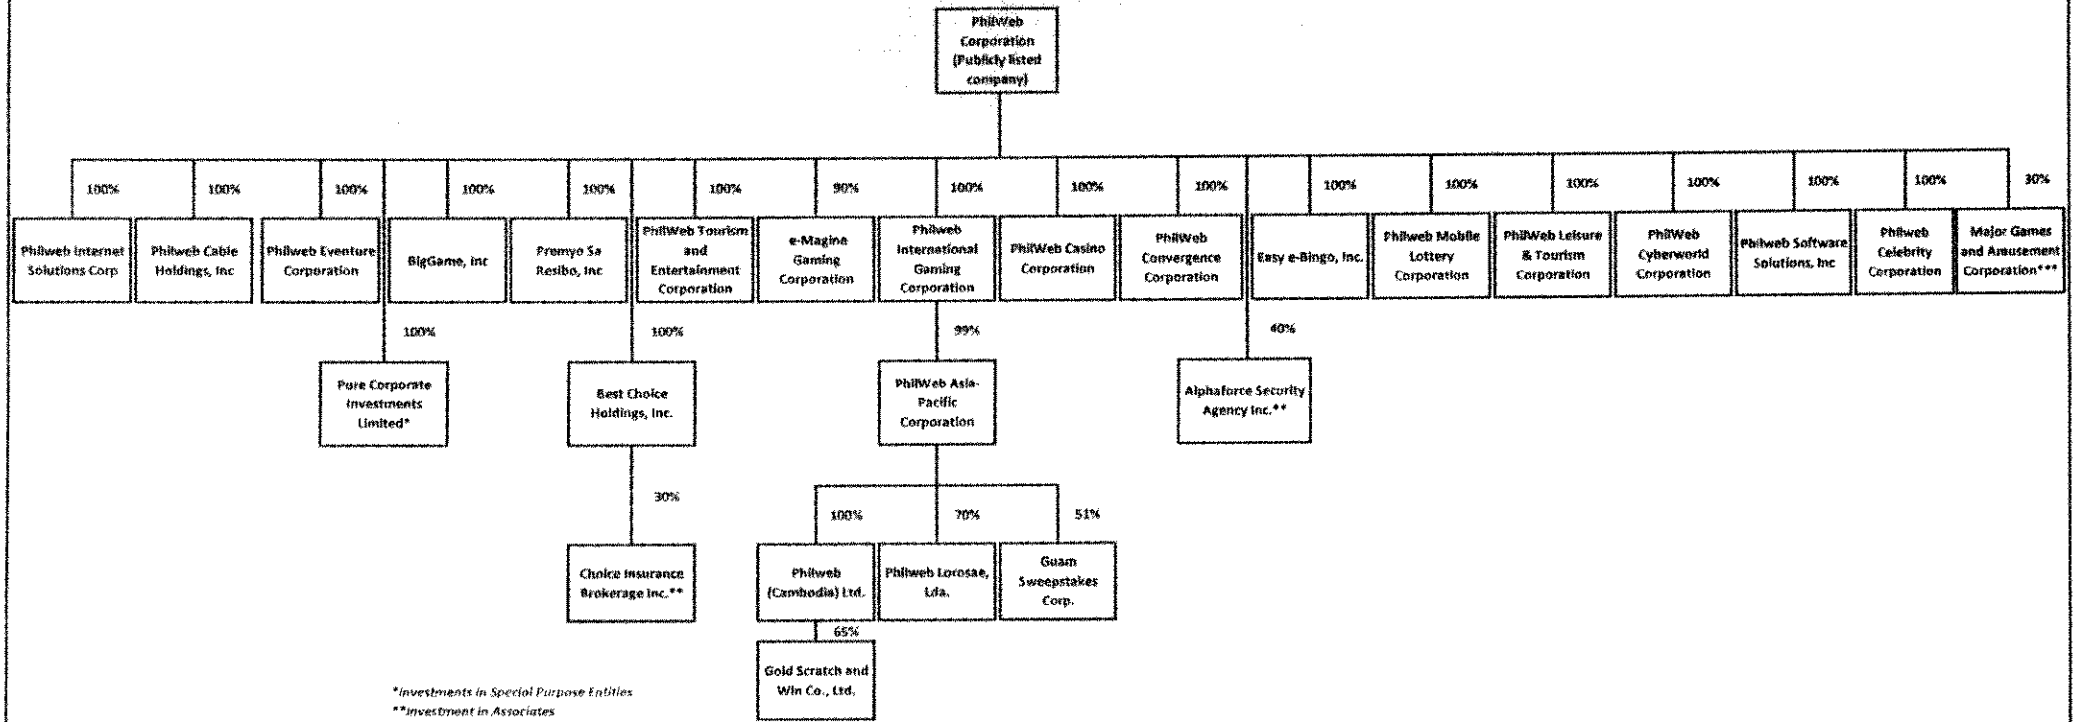 PhilWeb
Corporation
(Publicly listed
company)
100%
100%
100%
100%
100%
100%
90%
100%
100%
100%
100%
100%
100%
100%
100%
100%
30%
Philweb Internet
Solutions Corp
Philweb Cable
Holdings, Inc
Philweb Eventure
Corporation
BigGame, Inc
Premyo Sa
Resibo, Inc
PhilWeb Tourism
and
Entertainment
Corporation
e-Magine
Gaming
Corporation
Philweb
International
Gaming
Corporation
PhilWeb Casino
Corporation
PhilWeb
Convergence
Corporation
Easy e-Bingo, Inc.
Philweb Mobile
Lottery
Corporation
PhilWeb Leisure
& Tourism
Corporation
PhilWeb
Cyberworld
Corporation
Philweb Software
Solutions, Inc
Philweb
Celebrity
Corporation
Major Games
and Amusement
Corporation***
100%
100%
99%
40%
Pure Corporate
Investments
Limited*
Best Choice
Holdings, Inc.
PhilWeb Asia-
Pacific
Corporation
Alphaforce Security
Agency Inc.**
30%
100%
70%
51%
Choice Insurance
Brokerage Inc.**
Philweb
(Cambodia) Ltd.
Philweb Lorosae,
Lda.
Guam
Sweepstakes
Corp.
65%
Gold Scratch and
Win Co., Ltd.
*Investments in Special Purpose Entities
**Investment in Associates